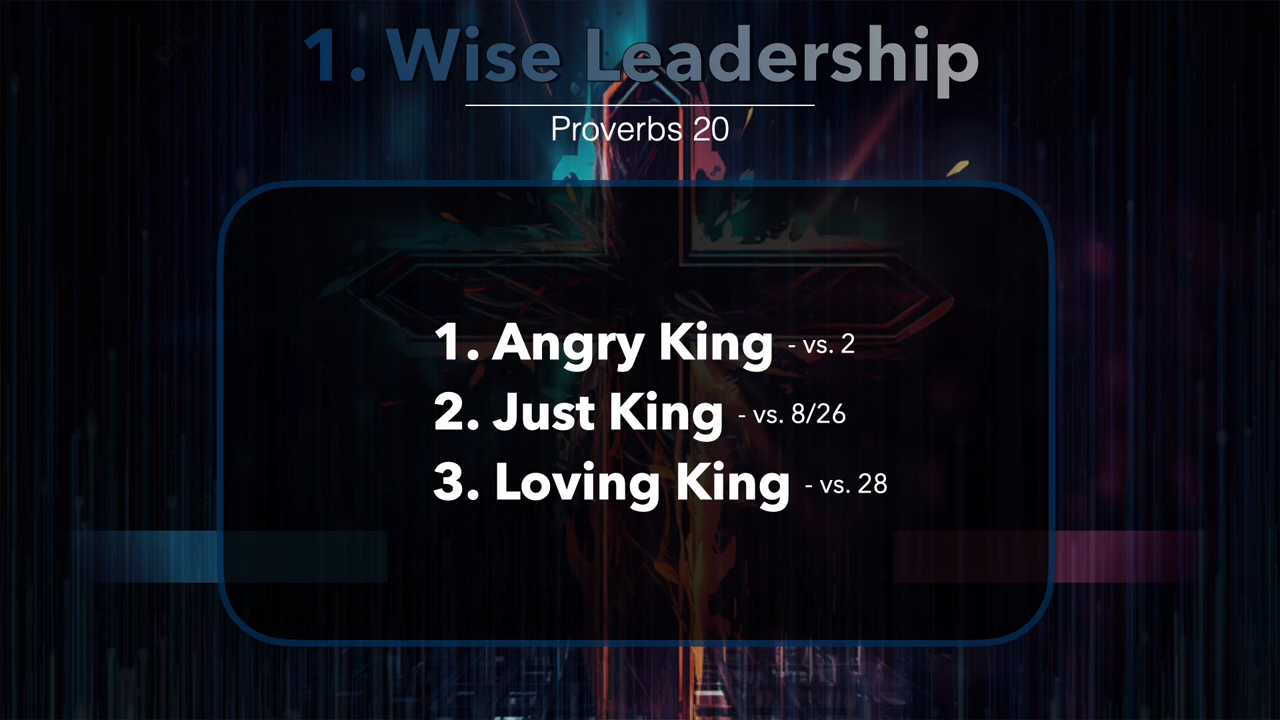 1. Wise Leadership
Proverbs 20
1. Angry King - vs. 2
2. Just King - vs. 8/26
3. Loving King - vs. 28